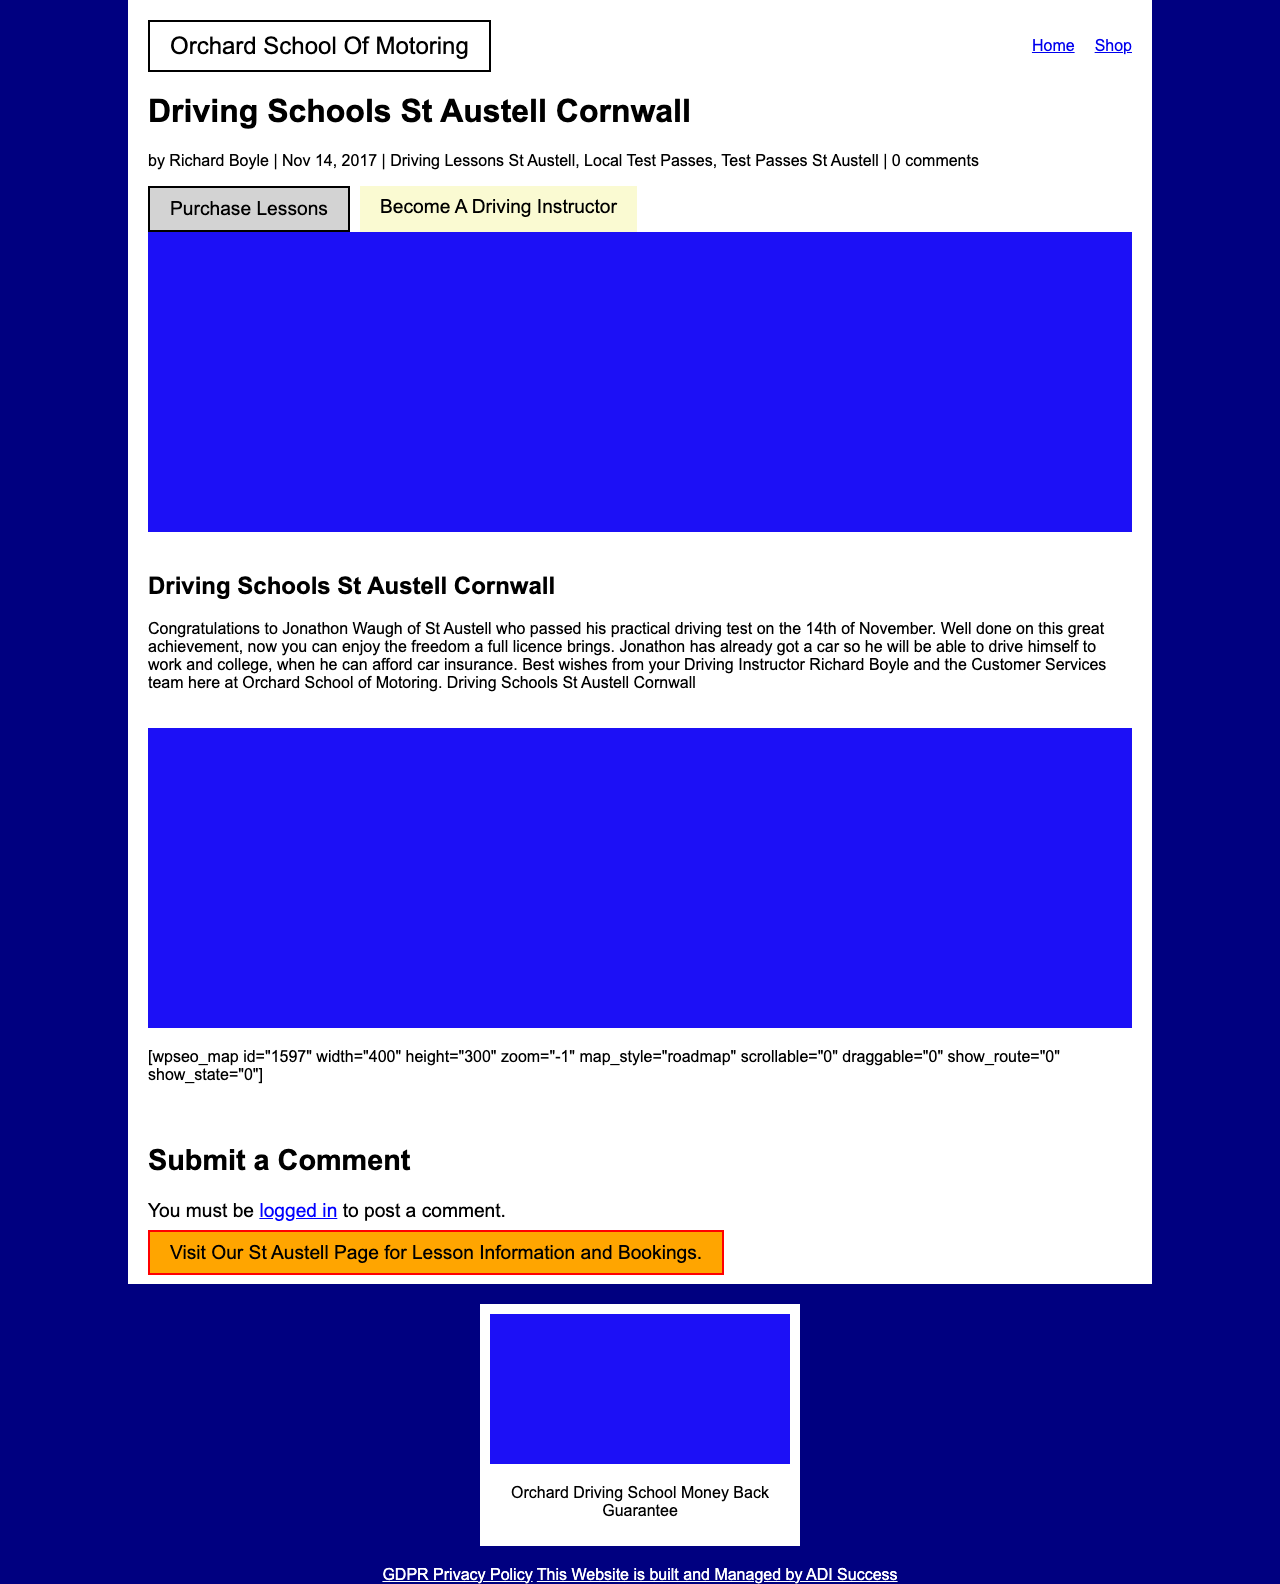 Orchard School Of Motoring
Home Shop
Driving Schools St Austell Cornwall
by Richard Boyle | Nov 14, 2017 | Driving Lessons St Austell, Local Test Passes, Test Passes St Austell | 0 comments
Purchase Lessons
Become A Driving Instructor
Driving Schools St Austell Cornwall
Congratulations to Jonathon Waugh of St Austell who passed his practical driving test on the 14th of November. Well done on this great
achievement, now you can enjoy the freedom a full licence brings. Jonathon has already got a car so he will be able to drive himself to
work and college, when he can afford car insurance. Best wishes from your Driving Instructor Richard Boyle and the Customer Services
team here at Orchard School of Motoring. Driving Schools St Austell Cornwall
[wpseo_map id="1597" width="400" height="300" zoom="-1" map_style="roadmap" scrollable="0" draggable="0" show_route="0"
show_state="0"]
Submit a Comment
You must be logged in to post a comment.
Visit Our St Austell Page for Lesson Information and Bookings.
Orchard Driving School Money Back
Guarantee
GDPR Privacy Policy This Website is built and Managed by ADI Success